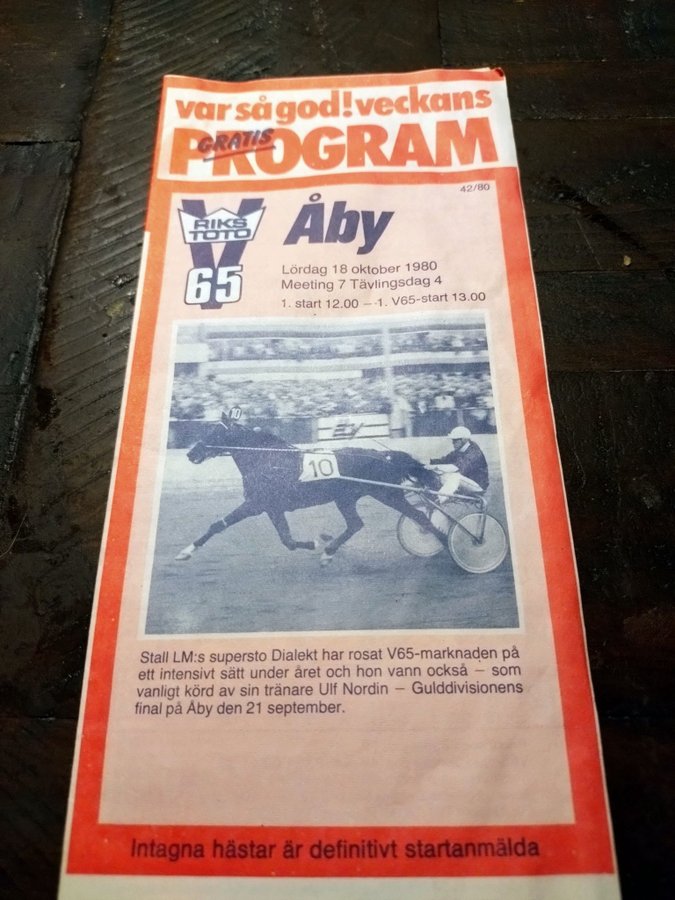 var så god! veckans
GRATIS
PROGRAM
42/80
V
RIKS
TOTO
65
Åby
Lördag 18 oktober 1980
Meeting 7 Tävlingsdag 4
1. start 12.00 – 1. V65-start 13.00
10
10
Stall LM:s supersto Dialekt har rosat V65-marknaden på
ett intensivt sätt under året och hon vann också – som
vanligt körd av sin tränare Ulf Nordin – Gulddivisionens
final på Åby den 21 september.
Intagna hästar är definitivt startanmälda